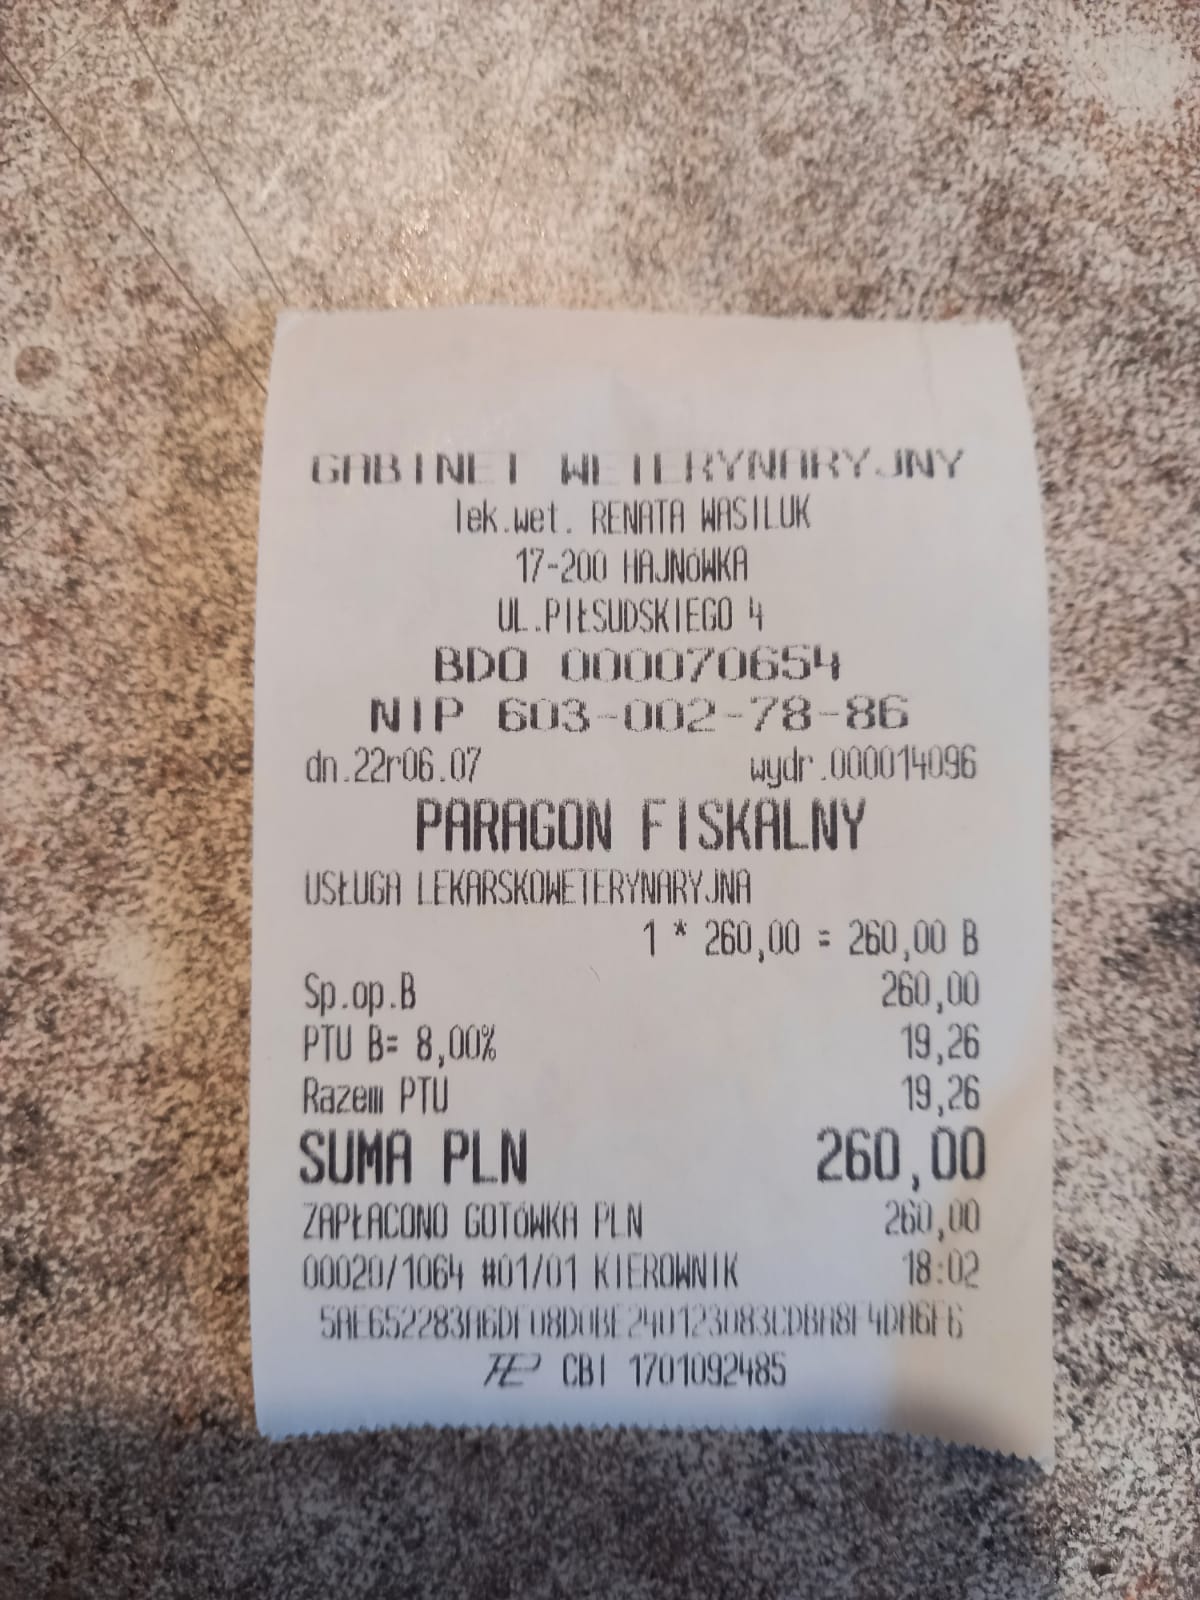 GABINET WETERYNARYJNY
lek.wet. RENATA WASILUK
17-200 HAJNÓWKA
UL.PIŁSUDSKIEGO 4
BDO 000070654
NIP 603-002-78-86
dn.22r06.07 wydr.000014096
PARAGON FISKALNY
USŁUGA LEKARSKOWETERYNARYJNA
1 * 260,00 = 260,00 B
Sp.op.B 260,00
PTU B= 8,00% 19,26
Razem PTU 19,26
SUMA PLN 260,00
ZAPŁACONO GOTÓWKA PLN 260,00
00020/1064 #01/01 KIEROWNIK 18:02
CBI 1701092485